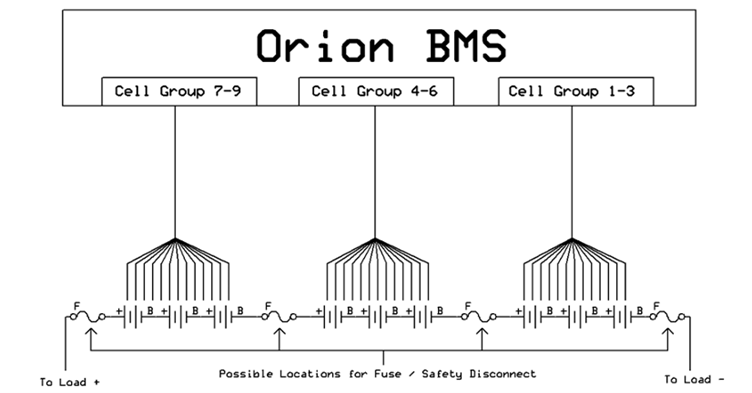 Orion BMS
Cell Group 7-9 Cell Group 4-6 Cell Group 1-3
F F F F
+ B + B + B + B + B + B + B + B + B
Possible Locations for Fuse / Safety Disconnect
To Load + To Load -